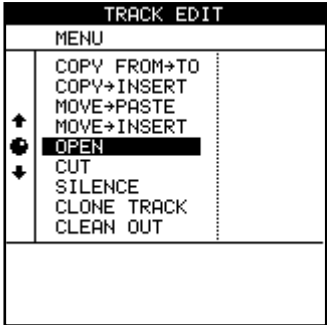 TRACK EDIT
MENU
COPY FROM→TO
COPY→INSERT
MOVE→PASTE
MOVE→INSERT
OPEN
CUT
SILENCE
CLONE TRACK
CLEAN OUT